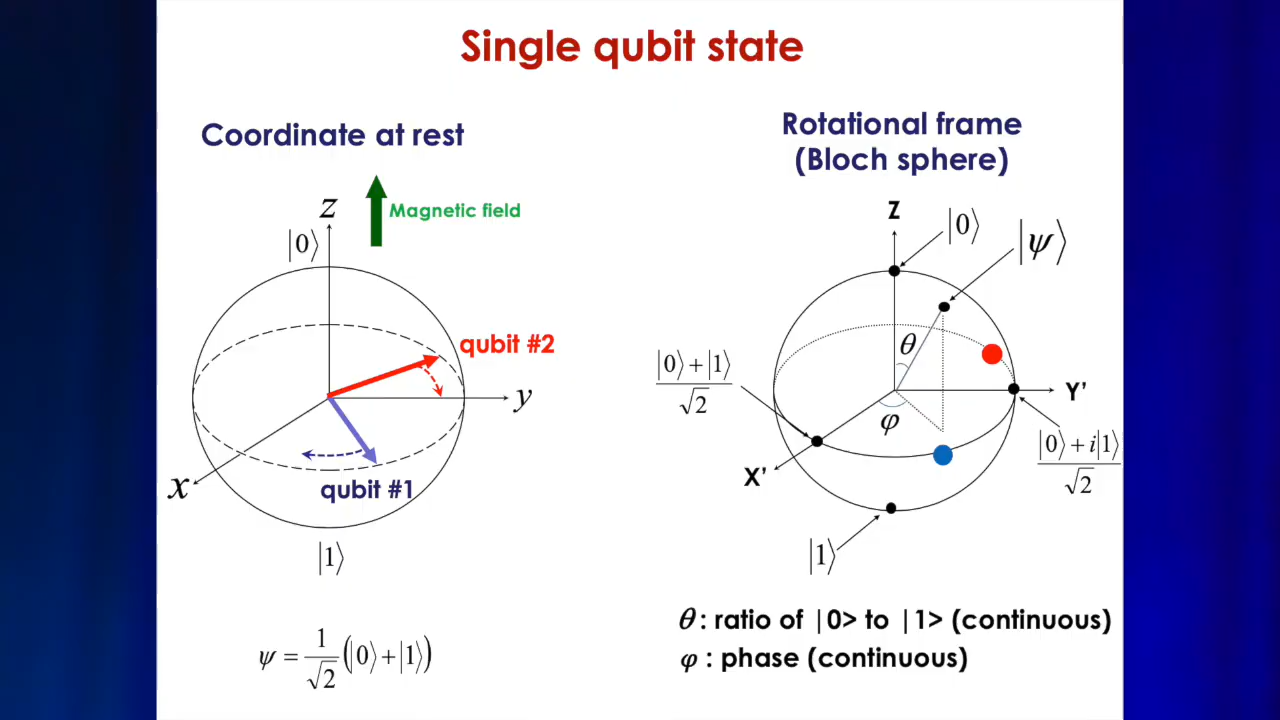 Single qubit state
Coordinate at rest
Magnetic field
z
|0⟩
qubit #2
y
x
qubit #1
|1⟩
ψ = 1/√2 (|0⟩ + |1⟩)
Rotational frame
(Bloch sphere)
Z
|0⟩
|ψ⟩
θ
|0⟩ + |1⟩
√2
φ
Y’
|0⟩ + i|1⟩
√2
X’
|1⟩
θ : ratio of |0> to |1> (continuous)
φ : phase (continuous)